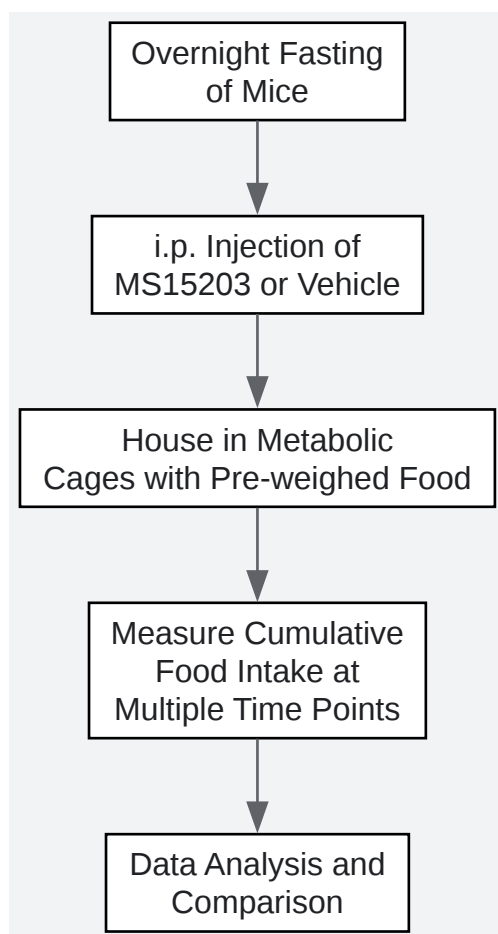 Overnight Fasting
of Mice
i.p. Injection of
MS15203 or Vehicle
House in Metabolic
Cages with Pre-weighed Food
Measure Cumulative
Food Intake at
Multiple Time Points
Data Analysis and
Comparison